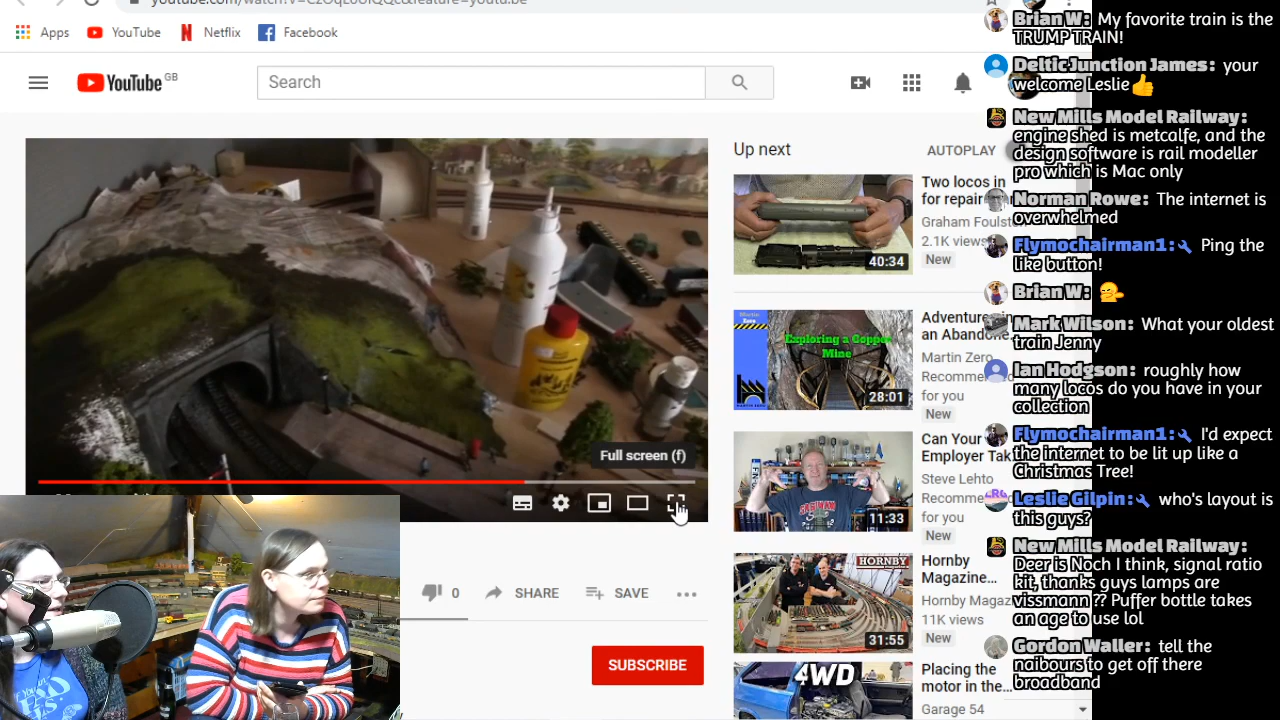 Apps YouTube Netflix Facebook
YouTube GB
Search
Up next AUTOPLAY
Two locos in
for repair
Graham Foulston
2.1K views
New
40:34
Martin Zero
Exploring a Copper
Mine
28:01
Adventures in
an Abandone
Martin Zero
Recommen
for you
New
Can Your
Employer Tak
Steve Lehto
Recommen
for you
New
11:33
HORNBY
31:55
Hornby
Magazine...
Hornby Magaz
11K views
New
4WD
Placing the
motor in the...
Garage 54
Full screen (f)
0 SHARE SAVE
SUBSCRIBE
Brian W: My favorite train is the
TRUMP TRAIN!
Deltic Junction James: your
welcome Leslie👍
New Mills Model Railway:
engine shed is metcalfe, and the
design software is rail modeller
pro which is Mac only
Norman Rowe: The internet is
overwhelmed
Flymochairman1: Ping the
like button!
Brian W:
Mark Wilson: What your oldest
train Jenny
Ian Hodgson: roughly how
many locos do you have in your
collection
Flymochairman1: I'd expect
the internet to be lit up like a
Christmas Tree!
Leslie Gilpin: who's layout is
this guys?
New Mills Model Railway:
Deer is Noch I think, signal ratio
kit, thanks guys lamps are
vissmann ?? Puffer bottle takes
an age to use lol
Gordon Waller: tell the
naibours to get off there
broadband